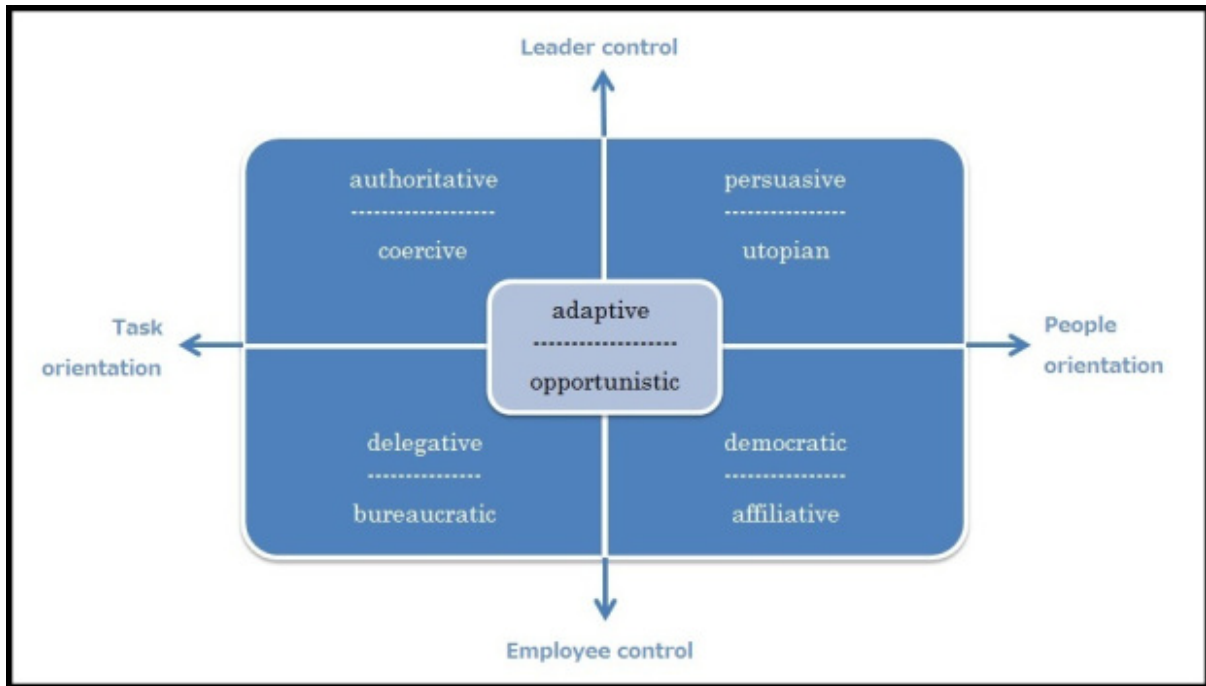 Leader control
authoritative
-------------------
coercive
persuasive
----------------
utopian
Task
orientation
adaptive
-------------------
opportunistic
People
orientation
delegative
---------------
bureaucratic
democratic
----------------
affiliative
Employee control